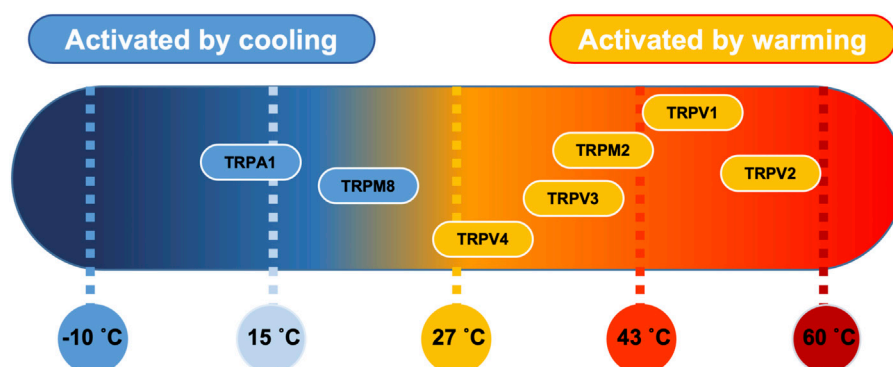 Activated by cooling
Activated by warming
TRPV1
TRPM2
TRPA1
TRPV2
TRPM8
TRPV3
TRPV4
-10 ˚C
15 ˚C
27 ˚C
43 ˚C
60 ˚C